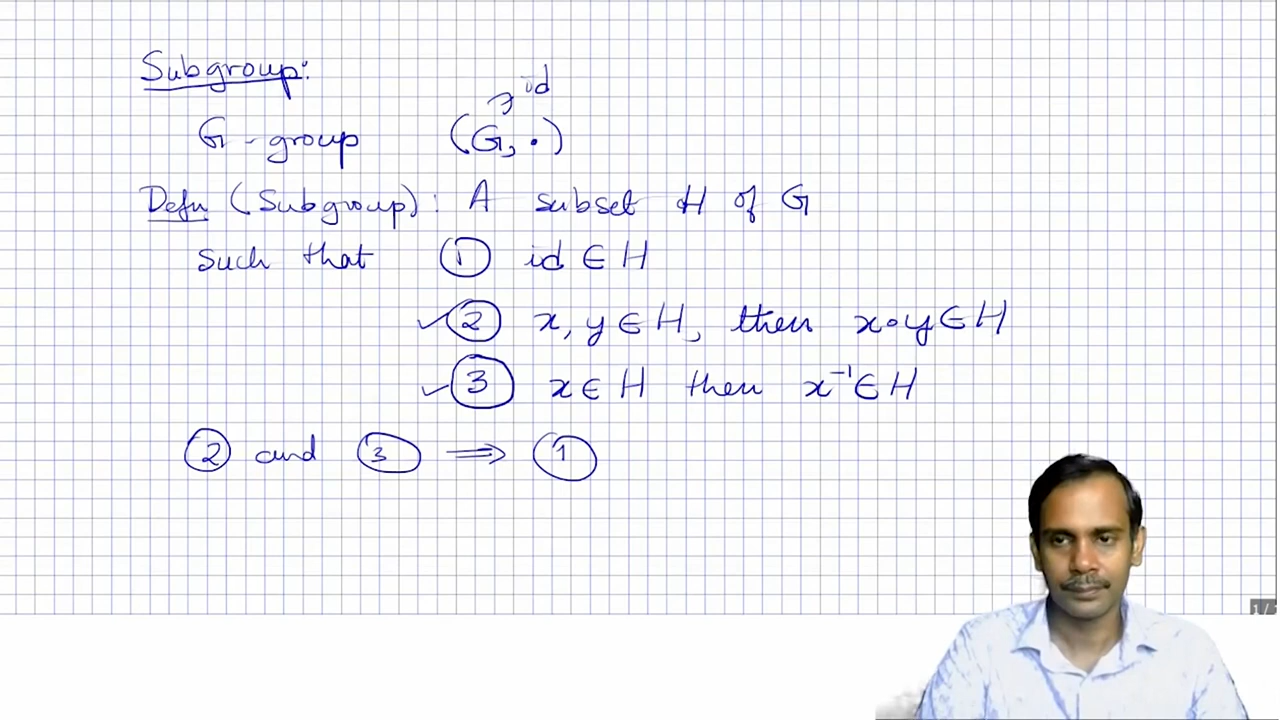 Subgroup:
id
G - group (G, •)
Defn (Subgroup): A subset H of G
such that ① id ∈ H
✓② x, y ∈ H, then x•y ∈ H
✓③ x ∈ H then x⁻¹ ∈ H
② and ③ ⟹ ①